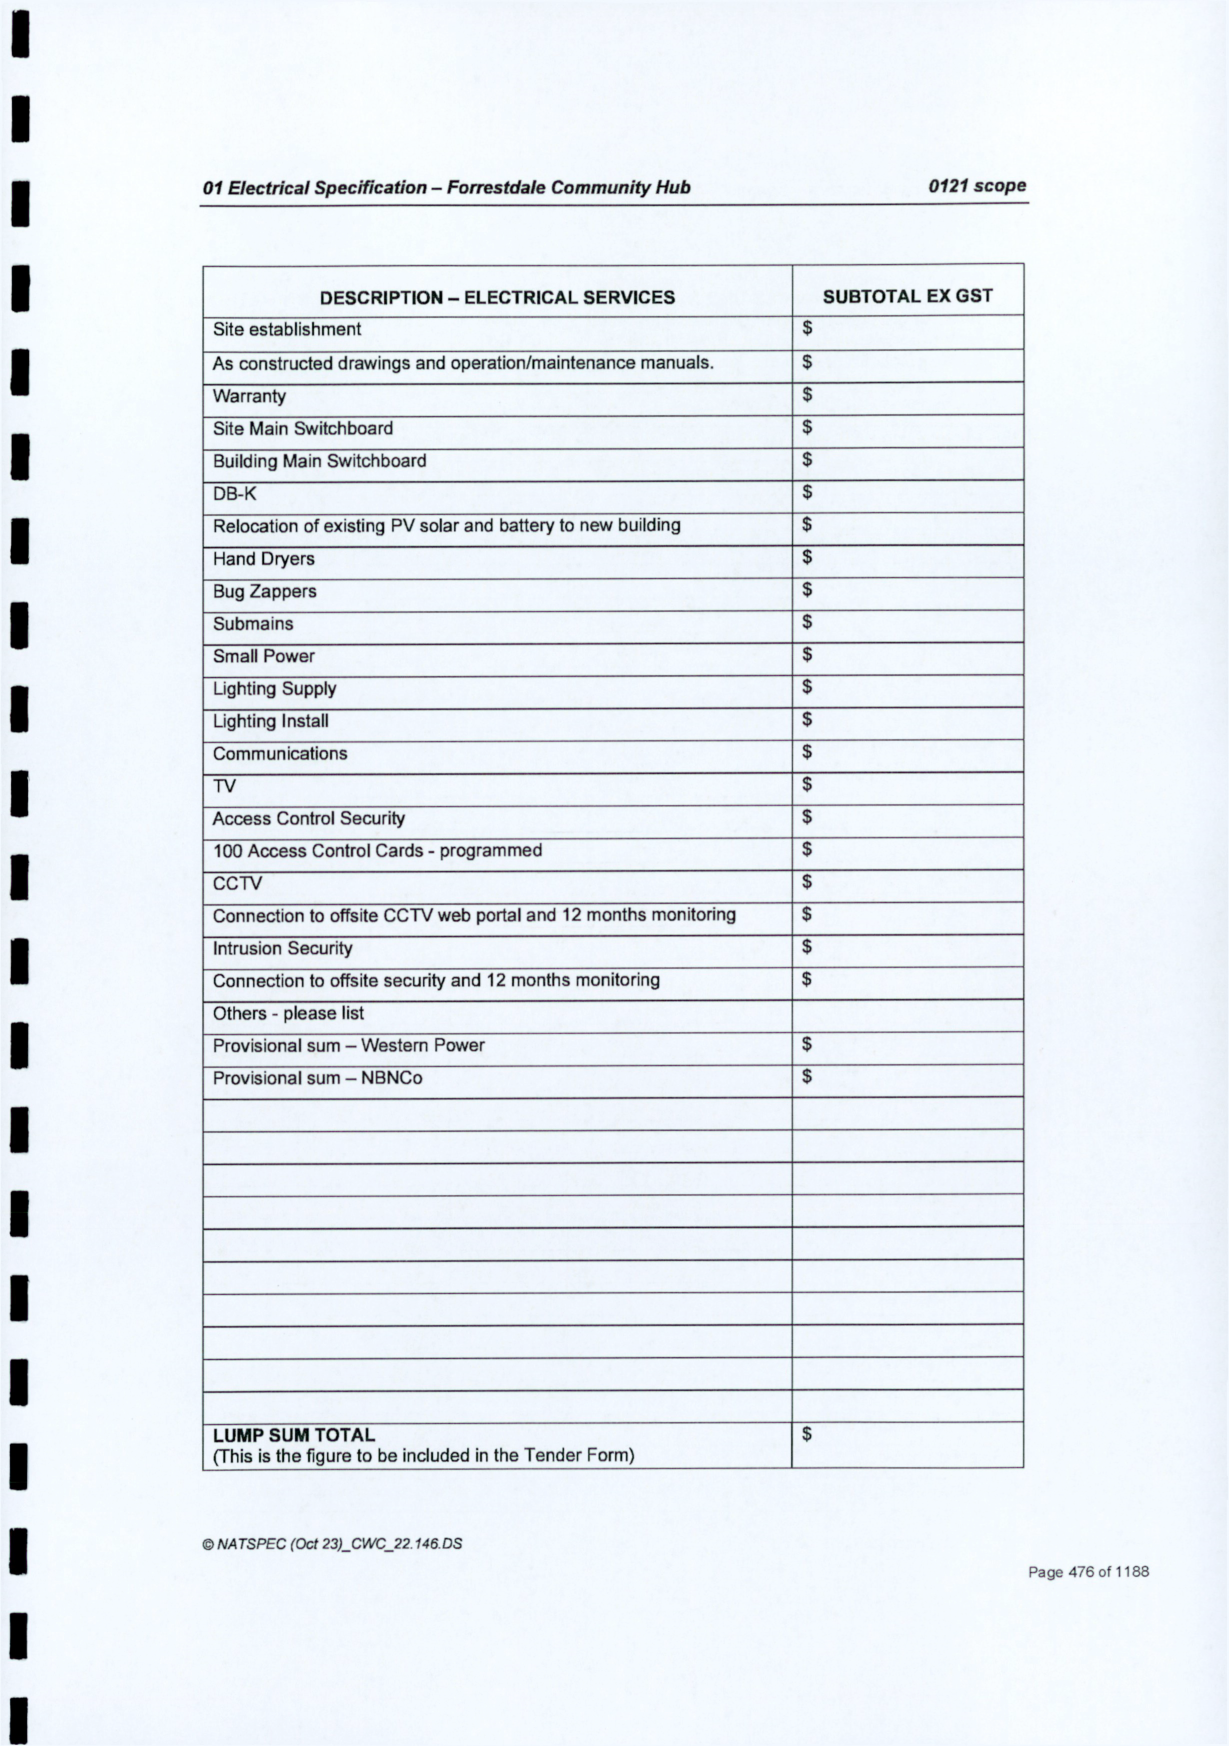 01 Electrical Specification – Forrestdale Community Hub 0121 scope
DESCRIPTION – ELECTRICAL SERVICES SUBTOTAL EX GST
Site establishment $
As constructed drawings and operation/maintenance manuals. $
Warranty $
Site Main Switchboard $
Building Main Switchboard $
DB-K $
Relocation of existing PV solar and battery to new building $
Hand Dryers $
Bug Zappers $
Submains $
Small Power $
Lighting Supply $
Lighting Install $
Communications $
TV $
Access Control Security $
100 Access Control Cards - programmed $
CCTV $
Connection to offsite CCTV web portal and 12 months monitoring $
Intrusion Security $
Connection to offsite security and 12 months monitoring $
Others - please list
Provisional sum – Western Power $
Provisional sum – NBNCo $
LUMP SUM TOTAL $
(This is the figure to be included in the Tender Form)
© NATSPEC (Oct 23)_CWC_22.146.DS
Page 476 of 1188